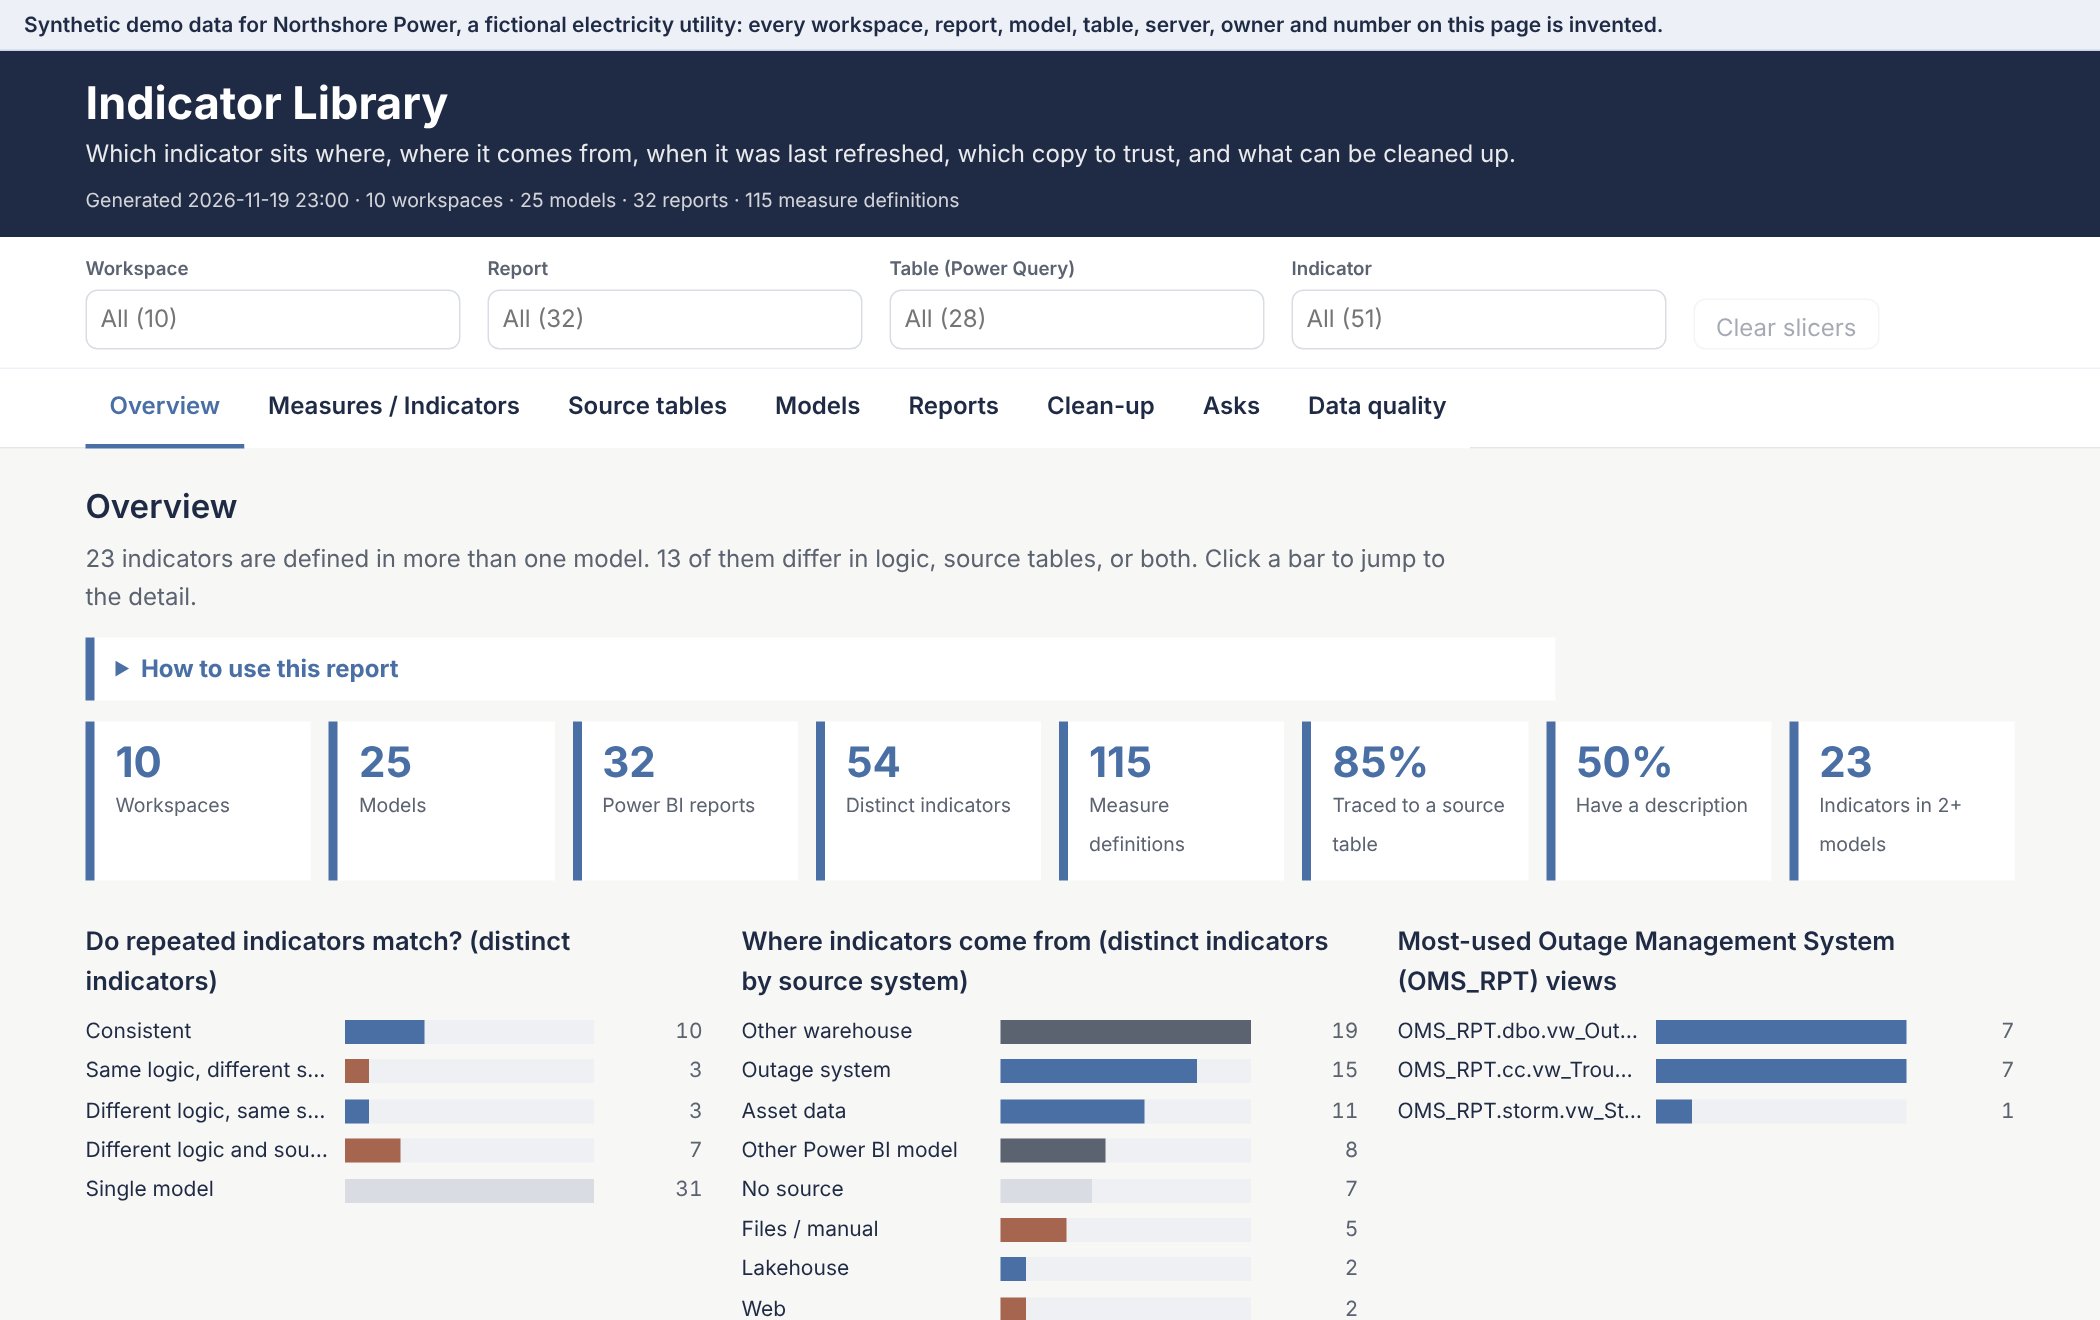 Synthetic demo data for Northshore Power, a fictional electricity utility: every workspace, report, model, table, server, owner and number on this page is invented.
Indicator Library
Which indicator sits where, where it comes from, when it was last refreshed, which copy to trust, and what can be cleaned up.
Generated 2026-11-19 23:00 · 10 workspaces · 25 models · 32 reports · 115 measure definitions
Workspace
All (10)
Report
All (32)
Table (Power Query)
All (28)
Indicator
All (51)
Clear slicers
Overview
Measures / Indicators
Source tables
Models
Reports
Clean-up
Asks
Data quality
Overview
23 indicators are defined in more than one model. 13 of them differ in logic, source tables, or both. Click a bar to jump to
the detail.
▶ How to use this report
10
Workspaces
25
Models
32
Power BI reports
54
Distinct indicators
115
Measure
definitions
85%
Traced to a source
table
50%
Have a description
23
Indicators in 2+
models
Do repeated indicators match? (distinct
indicators)
Consistent 10
Same logic, different s... 3
Different logic, same s... 3
Different logic and sou... 7
Single model 31
Where indicators come from (distinct indicators
by source system)
Other warehouse 19
Outage system 15
Asset data 11
Other Power BI model 8
No source 7
Files / manual 5
Lakehouse 2
Web 2
Most-used Outage Management System
(OMS_RPT) views
OMS_RPT.dbo.vw_Out... 7
OMS_RPT.cc.vw_Trou... 7
OMS_RPT.storm.vw_St... 1